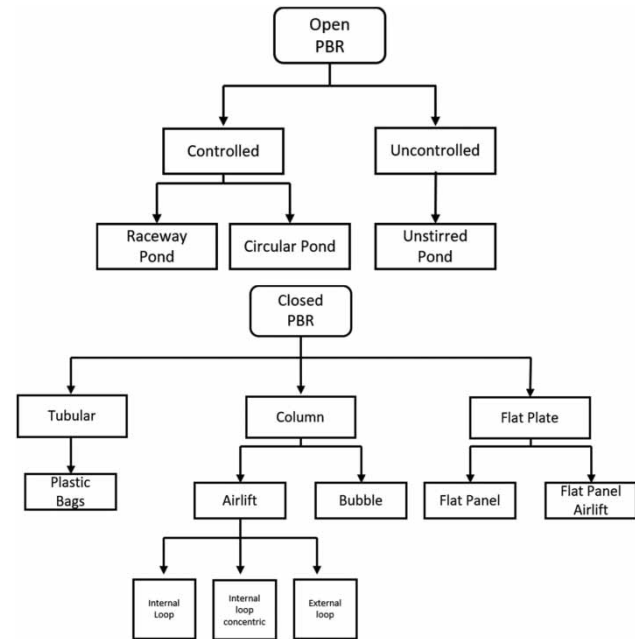 Open
PBR
Controlled
Uncontrolled
Raceway
Pond
Circular Pond
Unstirred
Pond
Closed
PBR
Tubular
Column
Flat Plate
Plastic
Bags
Airlift
Bubble
Flat Panel
Flat Panel
Airlift
Internal
Loop
Internal
loop
concentric
External
loop